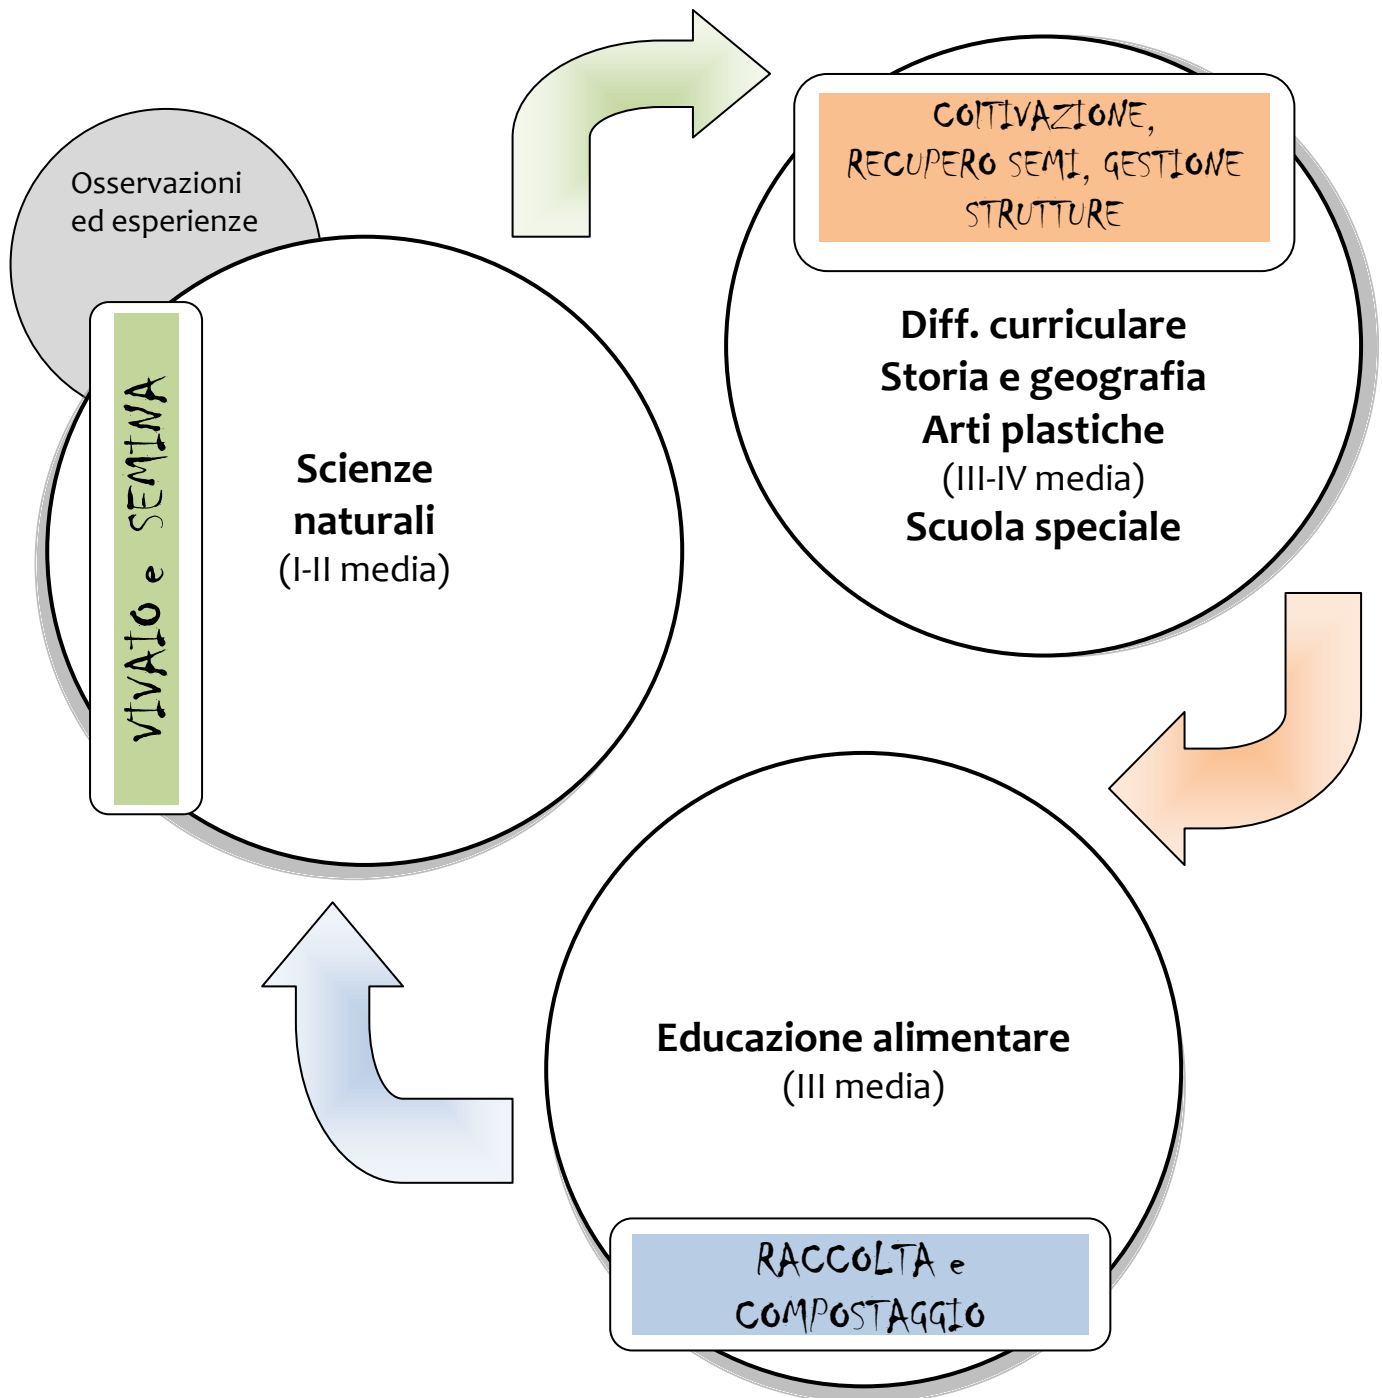 Osservazioni
ed esperienze
VIVAIO e SEMINA
Scienze
naturali
(I-II media)
COLTIVAZIONE,
RECUPERO SEMI, GESTIONE
STRUTTURE
Diff. curriculare
Storia e geografia
Arti plastiche
(III-IV media)
Scuola speciale
Educazione alimentare
(III media)
RACCOLTA e
COMPOSTAGGIO